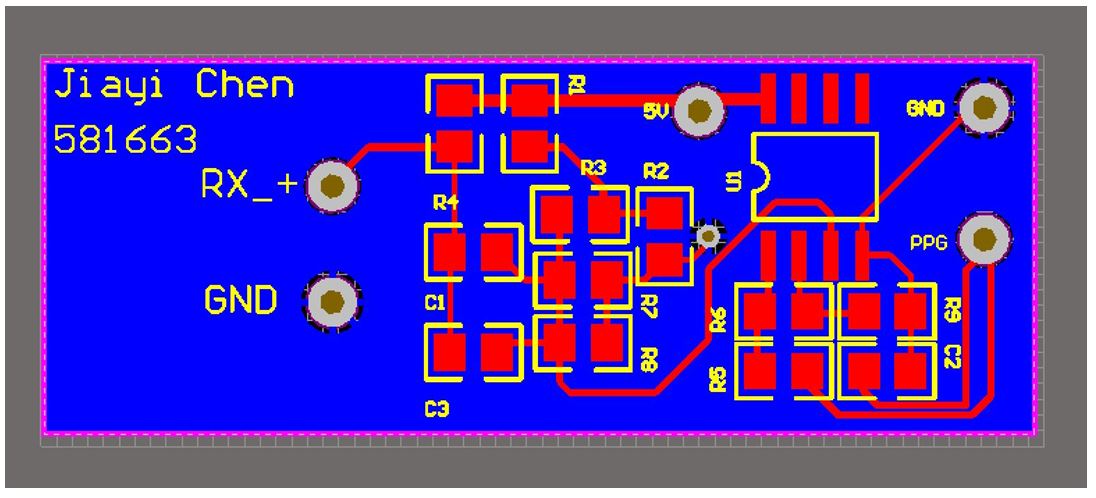 Jiayi Chen
581663
R1
5V
GND
RX_+
R3
R2
U1
R4
PPG
GND
C1
R7
R6
R9
C3
R8
R5
C2